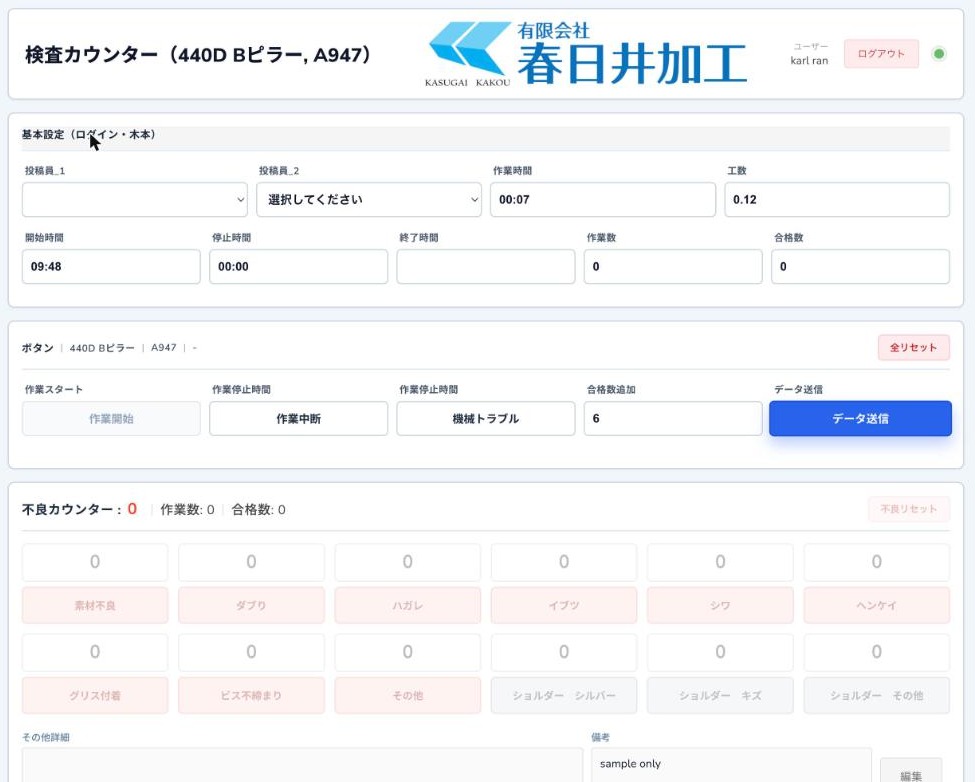 検査カウンター（440D Bピラー, A947）
有限会社
春日井加工
KASUGAI KAKOU
ユーザー
karl ran
ログアウト
基本設定（ログイン・木本）
投稿員_1 投稿員_2 作業時間 工数
選択してください 00:07 0.12
開始時間 停止時間 終了時間 作業数 合格数
09:48 00:00 0 0
ボタン | 440D Bピラー | A947 | - 全リセット
作業スタート 作業停止時間 作業停止時間 合格数追加 データ送信
作業開始 作業中断 機械トラブル 6 データ送信
不良カウンター : 0 | 作業数: 0 | 合格数: 0 不良リセット
0 0 0 0 0 0
素材不良 ダブり ハガレ イブツ シワ ヘンケイ
0 0 0 0 0 0
グリス付着 ビス不締まり その他 ショルダー　シルバー ショルダー　キズ ショルダー　その他
その他詳細 備考
sample only
編集